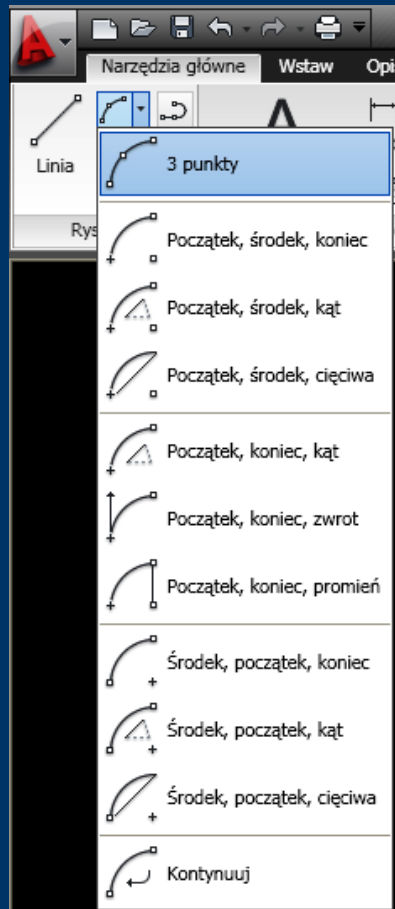 Narzędzia główne Wstaw Opi
Linia
Rys
3 punkty
Początek, środek, koniec
Początek, środek, kąt
Początek, środek, cięciwa
Początek, koniec, kąt
Początek, koniec, zwrot
Początek, koniec, promień
Środek, początek, koniec
Środek, początek, kąt
Środek, początek, cięciwa
Kontynuuj